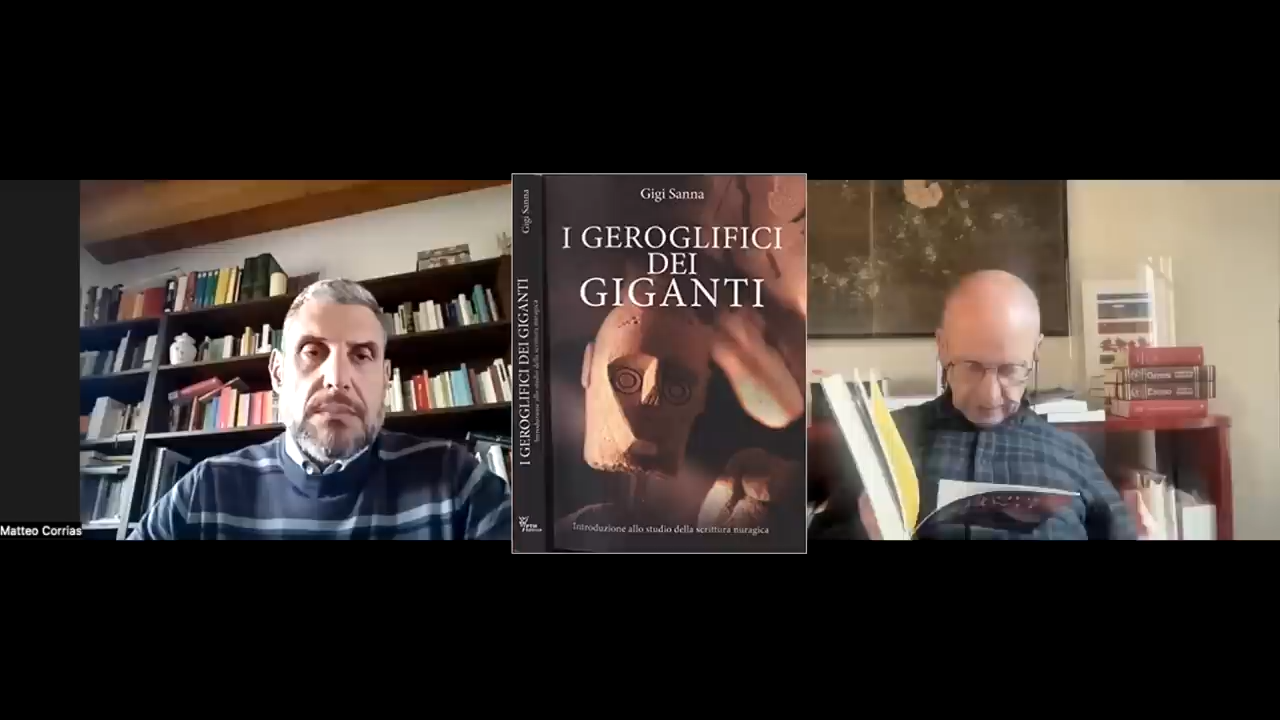 Matteo Corrias
Gigi Sanna
I GEROGLIFICI DEI GIGANTI
Introduzione allo studio della scrittura nuragica
Gigi Sanna
I GEROGLIFICI
DEI
GIGANTI
Introduzione allo studio della scrittura nuragica